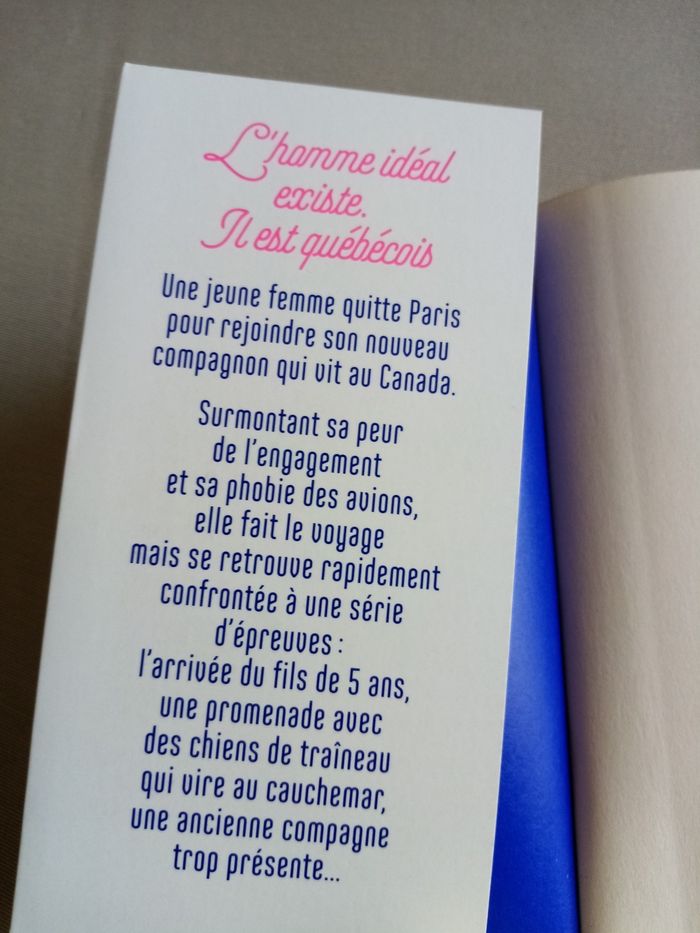 L'homme idéal
existe.
Il est québécois
Une jeune femme quitte Paris
pour rejoindre son nouveau
compagnon qui vit au Canada.
Surmontant sa peur
de l'engagement
et sa phobie des avions,
elle fait le voyage
mais se retrouve rapidement
confrontée à une série
d'épreuves :
l'arrivée du fils de 5 ans,
une promenade avec
des chiens de traîneau
qui vire au cauchemar,
une ancienne compagne
trop présente...